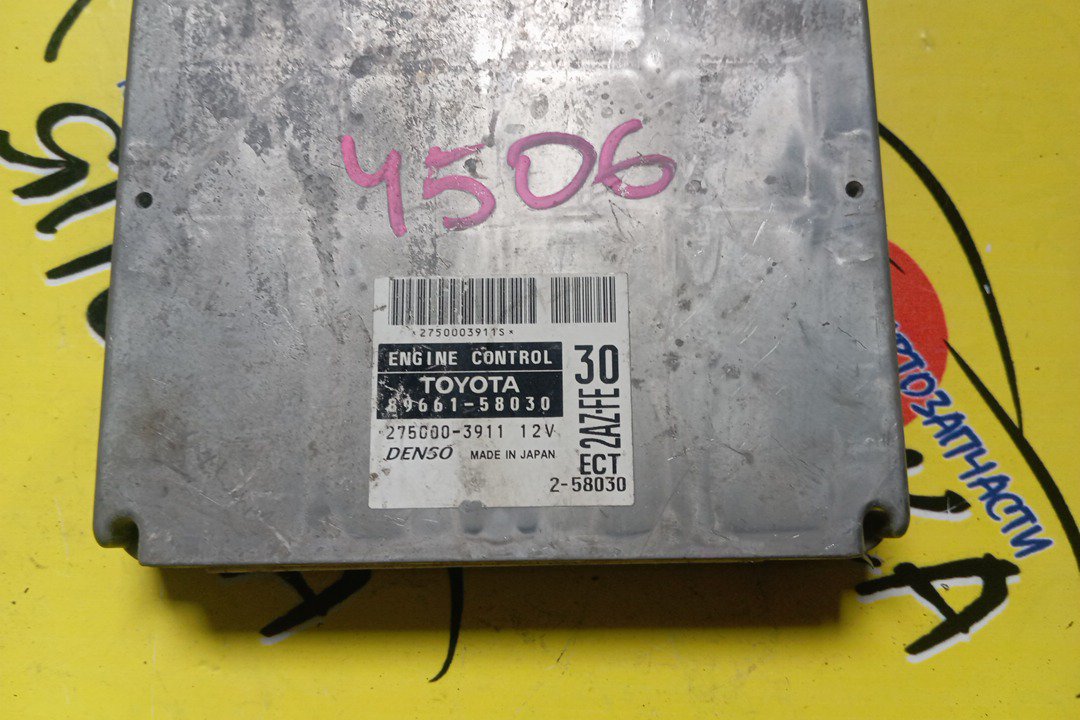 4506
*2750003911S*
ENGINE CONTROL
TOYOTA
89661-58030
275000-3911 12V
DENSO MADE IN JAPAN
30
2AZ-FE
ECT
2-58030
АВТОЗАПЧАСТИ